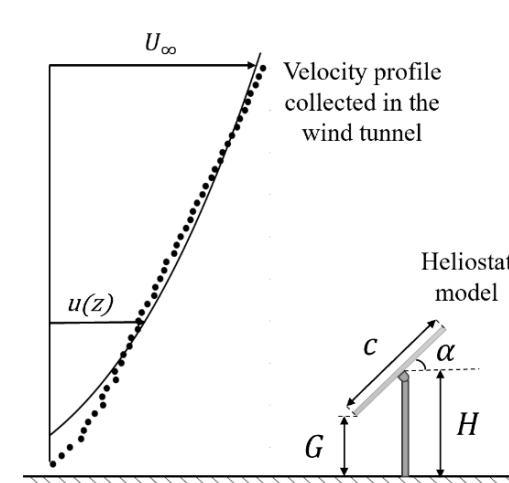 U∞
Velocity profile
collected in the
wind tunnel
u(z)
Heliostat
model
c
α
G
H